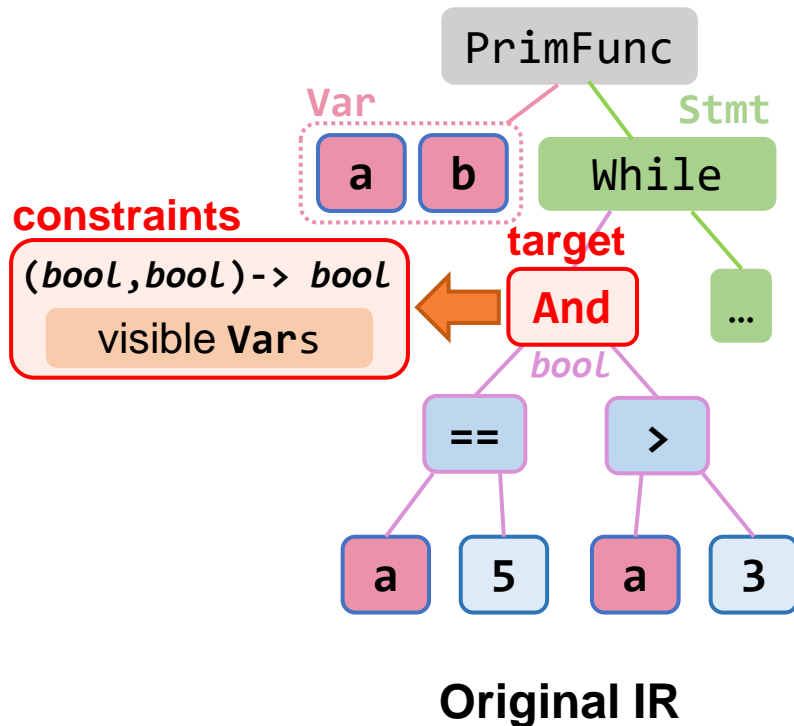 PrimFunc
Var
Stmt
a b
While
constraints
target
(bool,bool)-> bool
visible Vars
And
…
bool
== >
a 5 a 3
Original IR